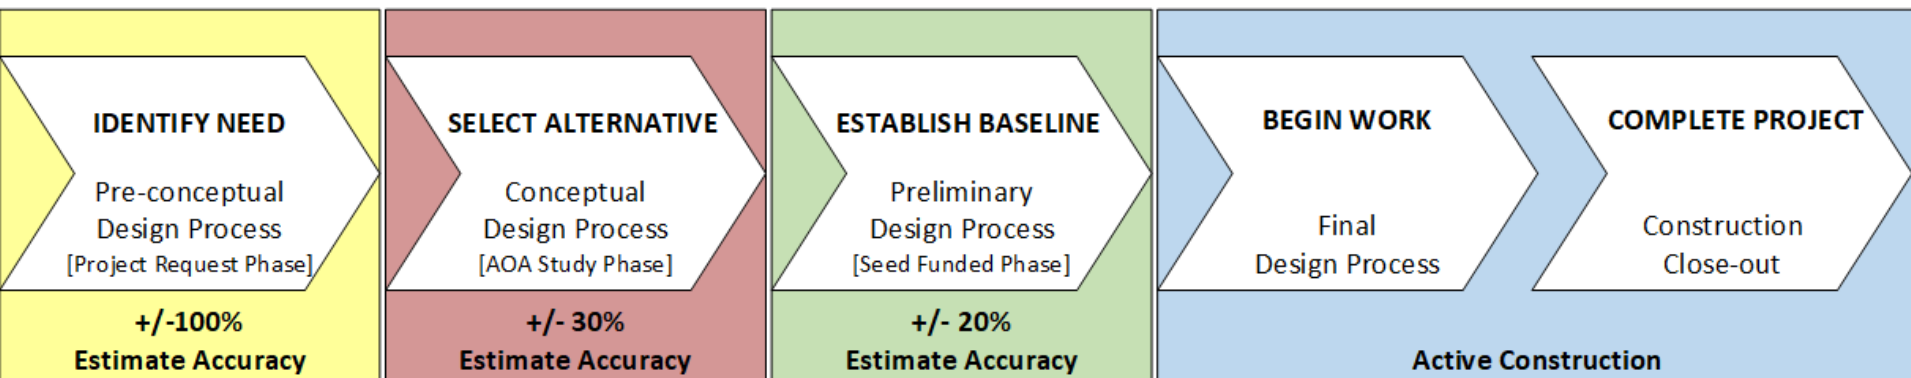 IDENTIFY NEED
Pre-conceptual
Design Process
[Project Request Phase]
+/-100%
Estimate Accuracy
SELECT ALTERNATIVE
Conceptual
Design Process
[AOA Study Phase]
+/- 30%
Estimate Accuracy
ESTABLISH BASELINE
Preliminary
Design Process
[Seed Funded Phase]
+/- 20%
Estimate Accuracy
BEGIN WORK
Final
Design Process
COMPLETE PROJECT
Construction
Close-out
Active Construction